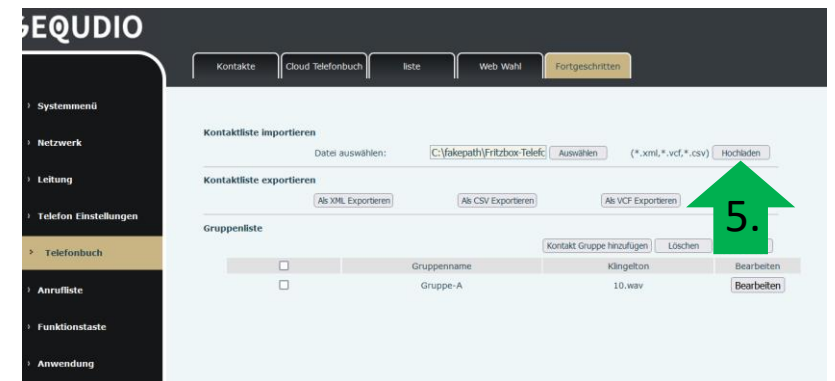 GEQUDIO
Kontakte Cloud Telefonbuch liste Web Wahl Fortgeschritten
Systemmenü
Netzwerk
Leitung
Telefon Einstellungen
Telefonbuch
Anrufliste
Funktionstaste
Anwendung
Kontaktliste importieren
Datei auswählen: C:\fakepath\Fritzbox-Telefc Auswählen (*.xml,*.vcf,*.csv) Hochladen
Kontaktliste exportieren
Als XML Exportieren Als CSV Exportieren Als VCF Exportieren
5.
Gruppenliste
Kontakt Gruppe hinzufügen Löschen
Gruppenname Klingelton Bearbeiten
Gruppe-A 10.wav Bearbeiten